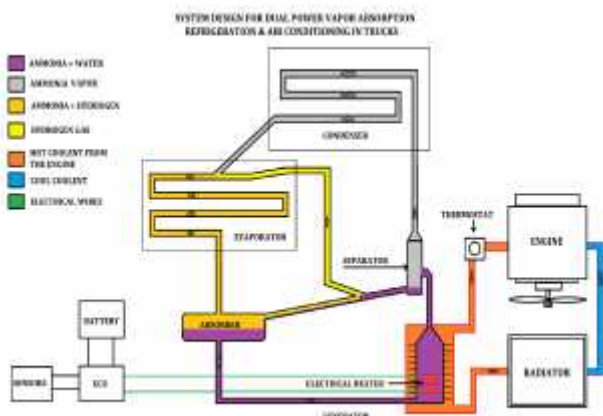 SYSTEM DESIGN FOR DUAL POWER VAPOR ABSORPTION
REFRIGERATION & AIR CONDITIONING IN TRUCKS
AMMONIA + WATER
AMMONIA VAPOR
AMMONIA + HYDROGEN
HYDROGEN GAS
HOT COOLENT FROM
THE ENGINE
COOL COOLENT
ELECTRICAL WIRES
CONDENSER
EVAPORATOR
SEPARATOR
THERMOSTAT
ENGINE
ABSORBER
BATTERY
SENSORS
ECU
ELECTRICAL HEATER
RADIATOR
GENERATOR